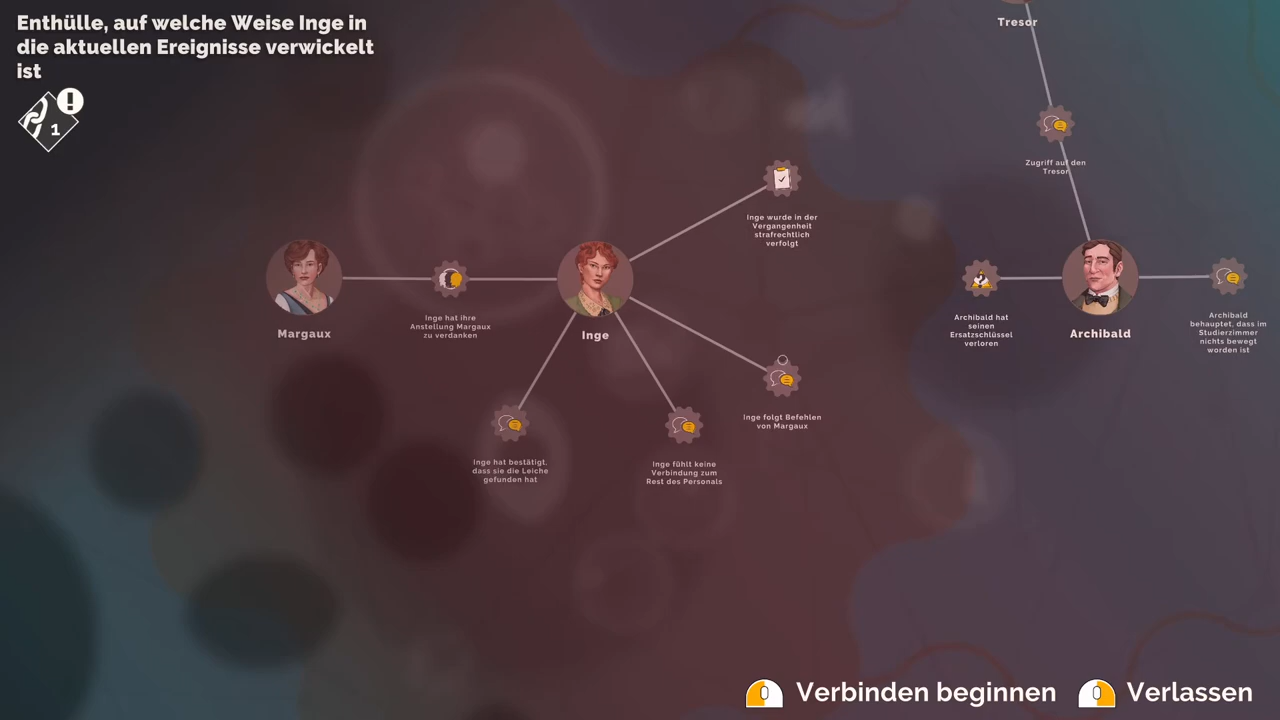 Enthülle, auf welche Weise Inge in
die aktuellen Ereignisse verwickelt
ist
1
Tresor
Zugriff auf den
Tresor
Inge wurde in der
Vergangenheit
strafrechtlich
verfolgt
Margaux
Inge hat ihre
Anstellung Margaux
zu verdanken
Inge
Archibald hat
seinen
Ersatzschlüssel
verloren
Archibald
Archibald
behauptet, dass im
Studierzimmer
nichts bewegt
worden ist
Inge folgt Befehlen
von Margaux
Inge hat bestätigt,
dass sie die Leiche
gefunden hat
Inge fühlt keine
Verbindung zum
Rest des Personals
Verbinden beginnen
Verlassen